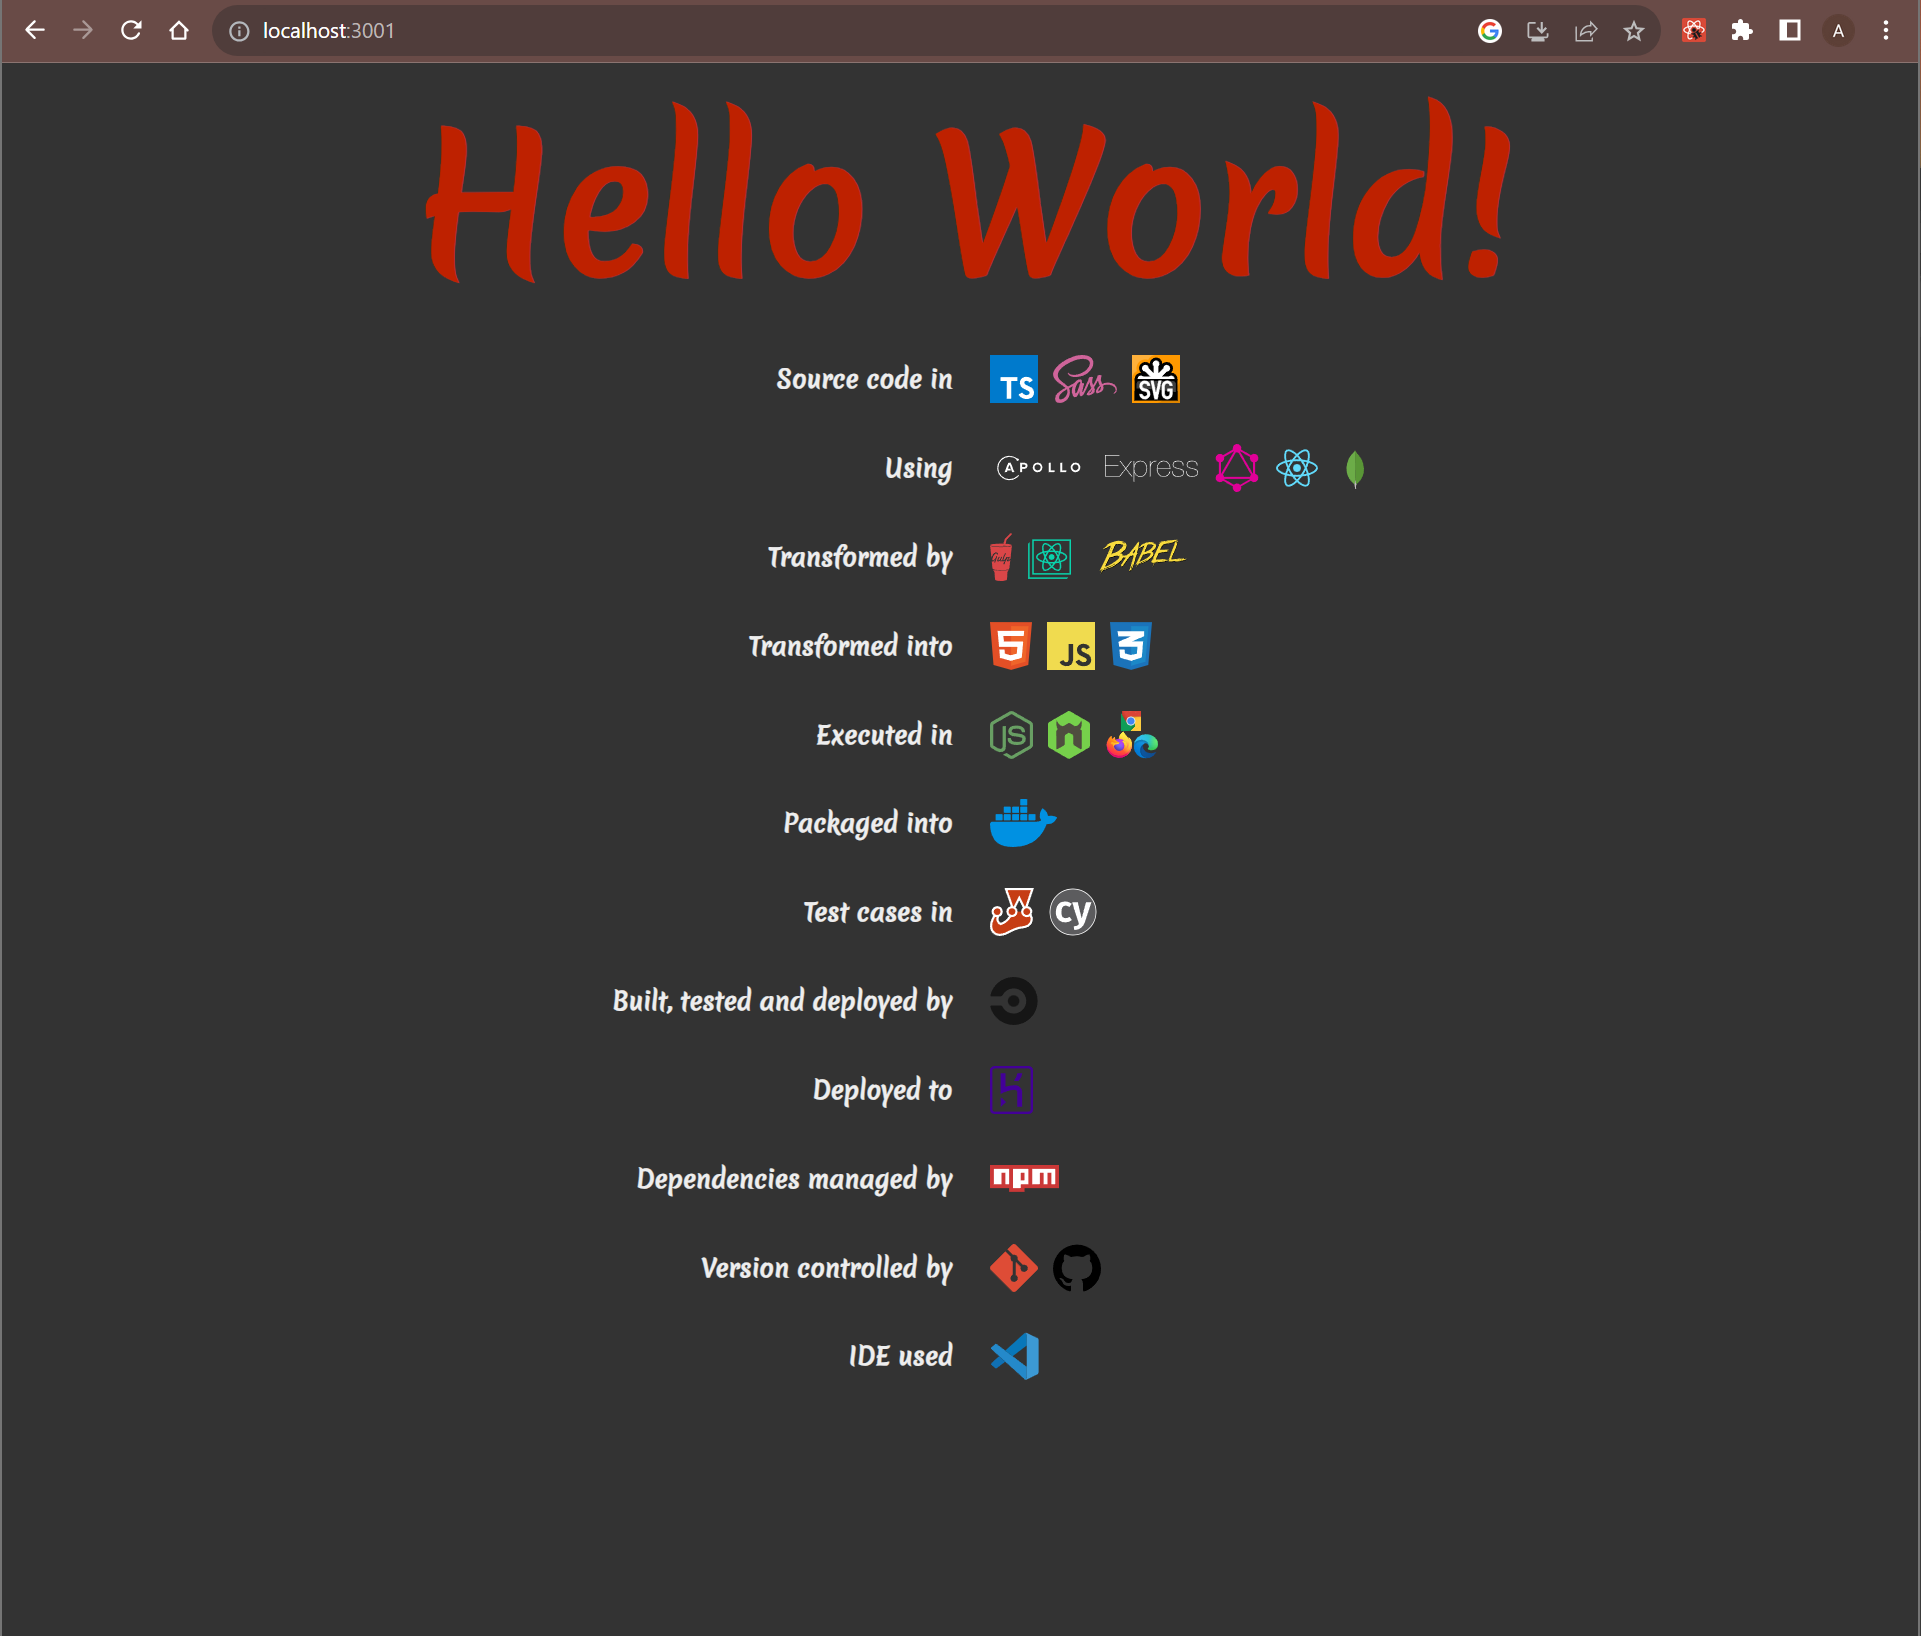 localhost:3001
A
Hello World!
Source code in TS Sass SVG
Using APOLLO Express
Transformed by Gulp BABEL
Transformed into 5 JS 3
Executed in JS
Packaged into
Test cases in cy
Built, tested and deployed by
Deployed to
Dependencies managed by npm
Version controlled by
IDE used